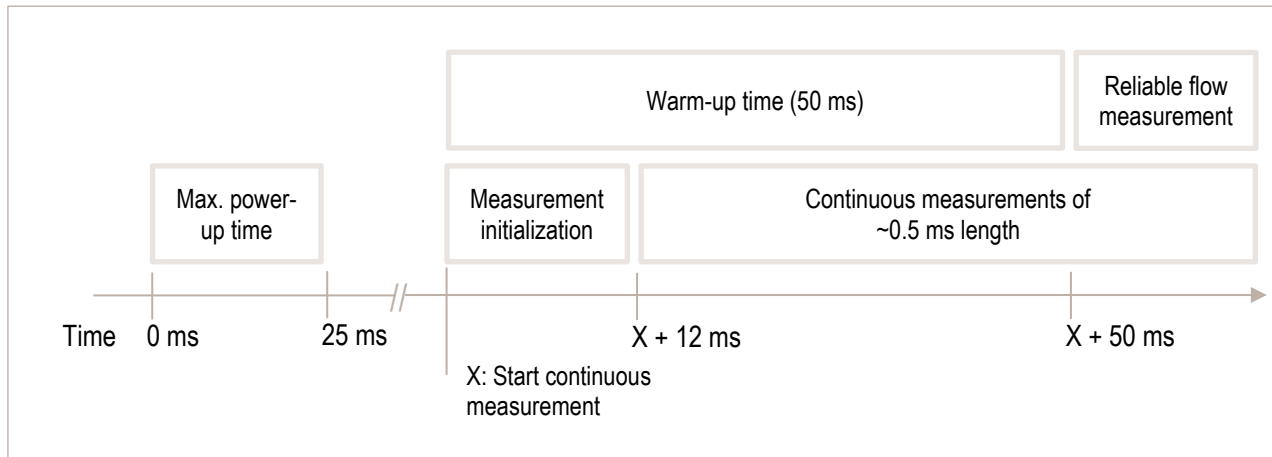 Warm-up time (50 ms)
Reliable flow
measurement
Max. power-
up time
Measurement
initialization
Continuous measurements of
~0.5 ms length
Time
0 ms
25 ms
X + 12 ms
X + 50 ms
X: Start continuous
measurement